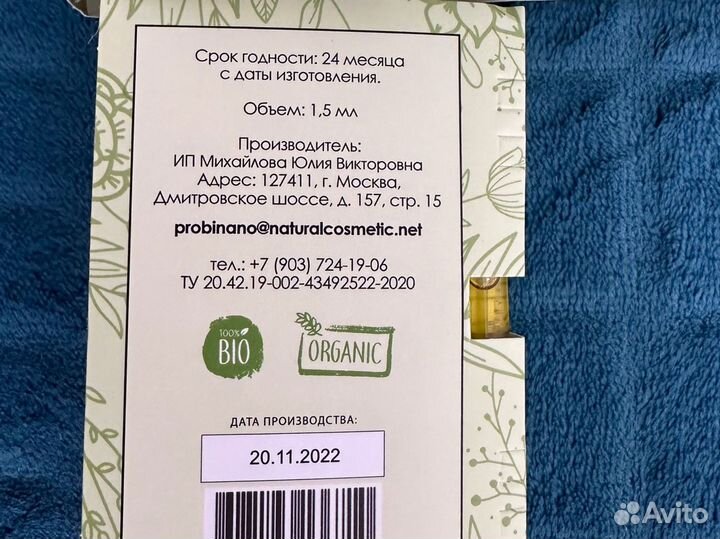 Срок годности: 24 месяца
с даты изготовления.
Объем: 1,5 мл
Производитель:
ИП Михайлова Юлия Викторовна
Адрес: 127411, г. Москва,
Дмитровское шоссе, д. 157, стр. 15
probinano@naturalcosmetic.net
тел.: +7 (903) 724-19-06
ТУ 20.42.19-002-43492522-2020
100%
BIO
ORGANIC
ДАТА ПРОИЗВОДСТВА:
20.11.2022
Avito